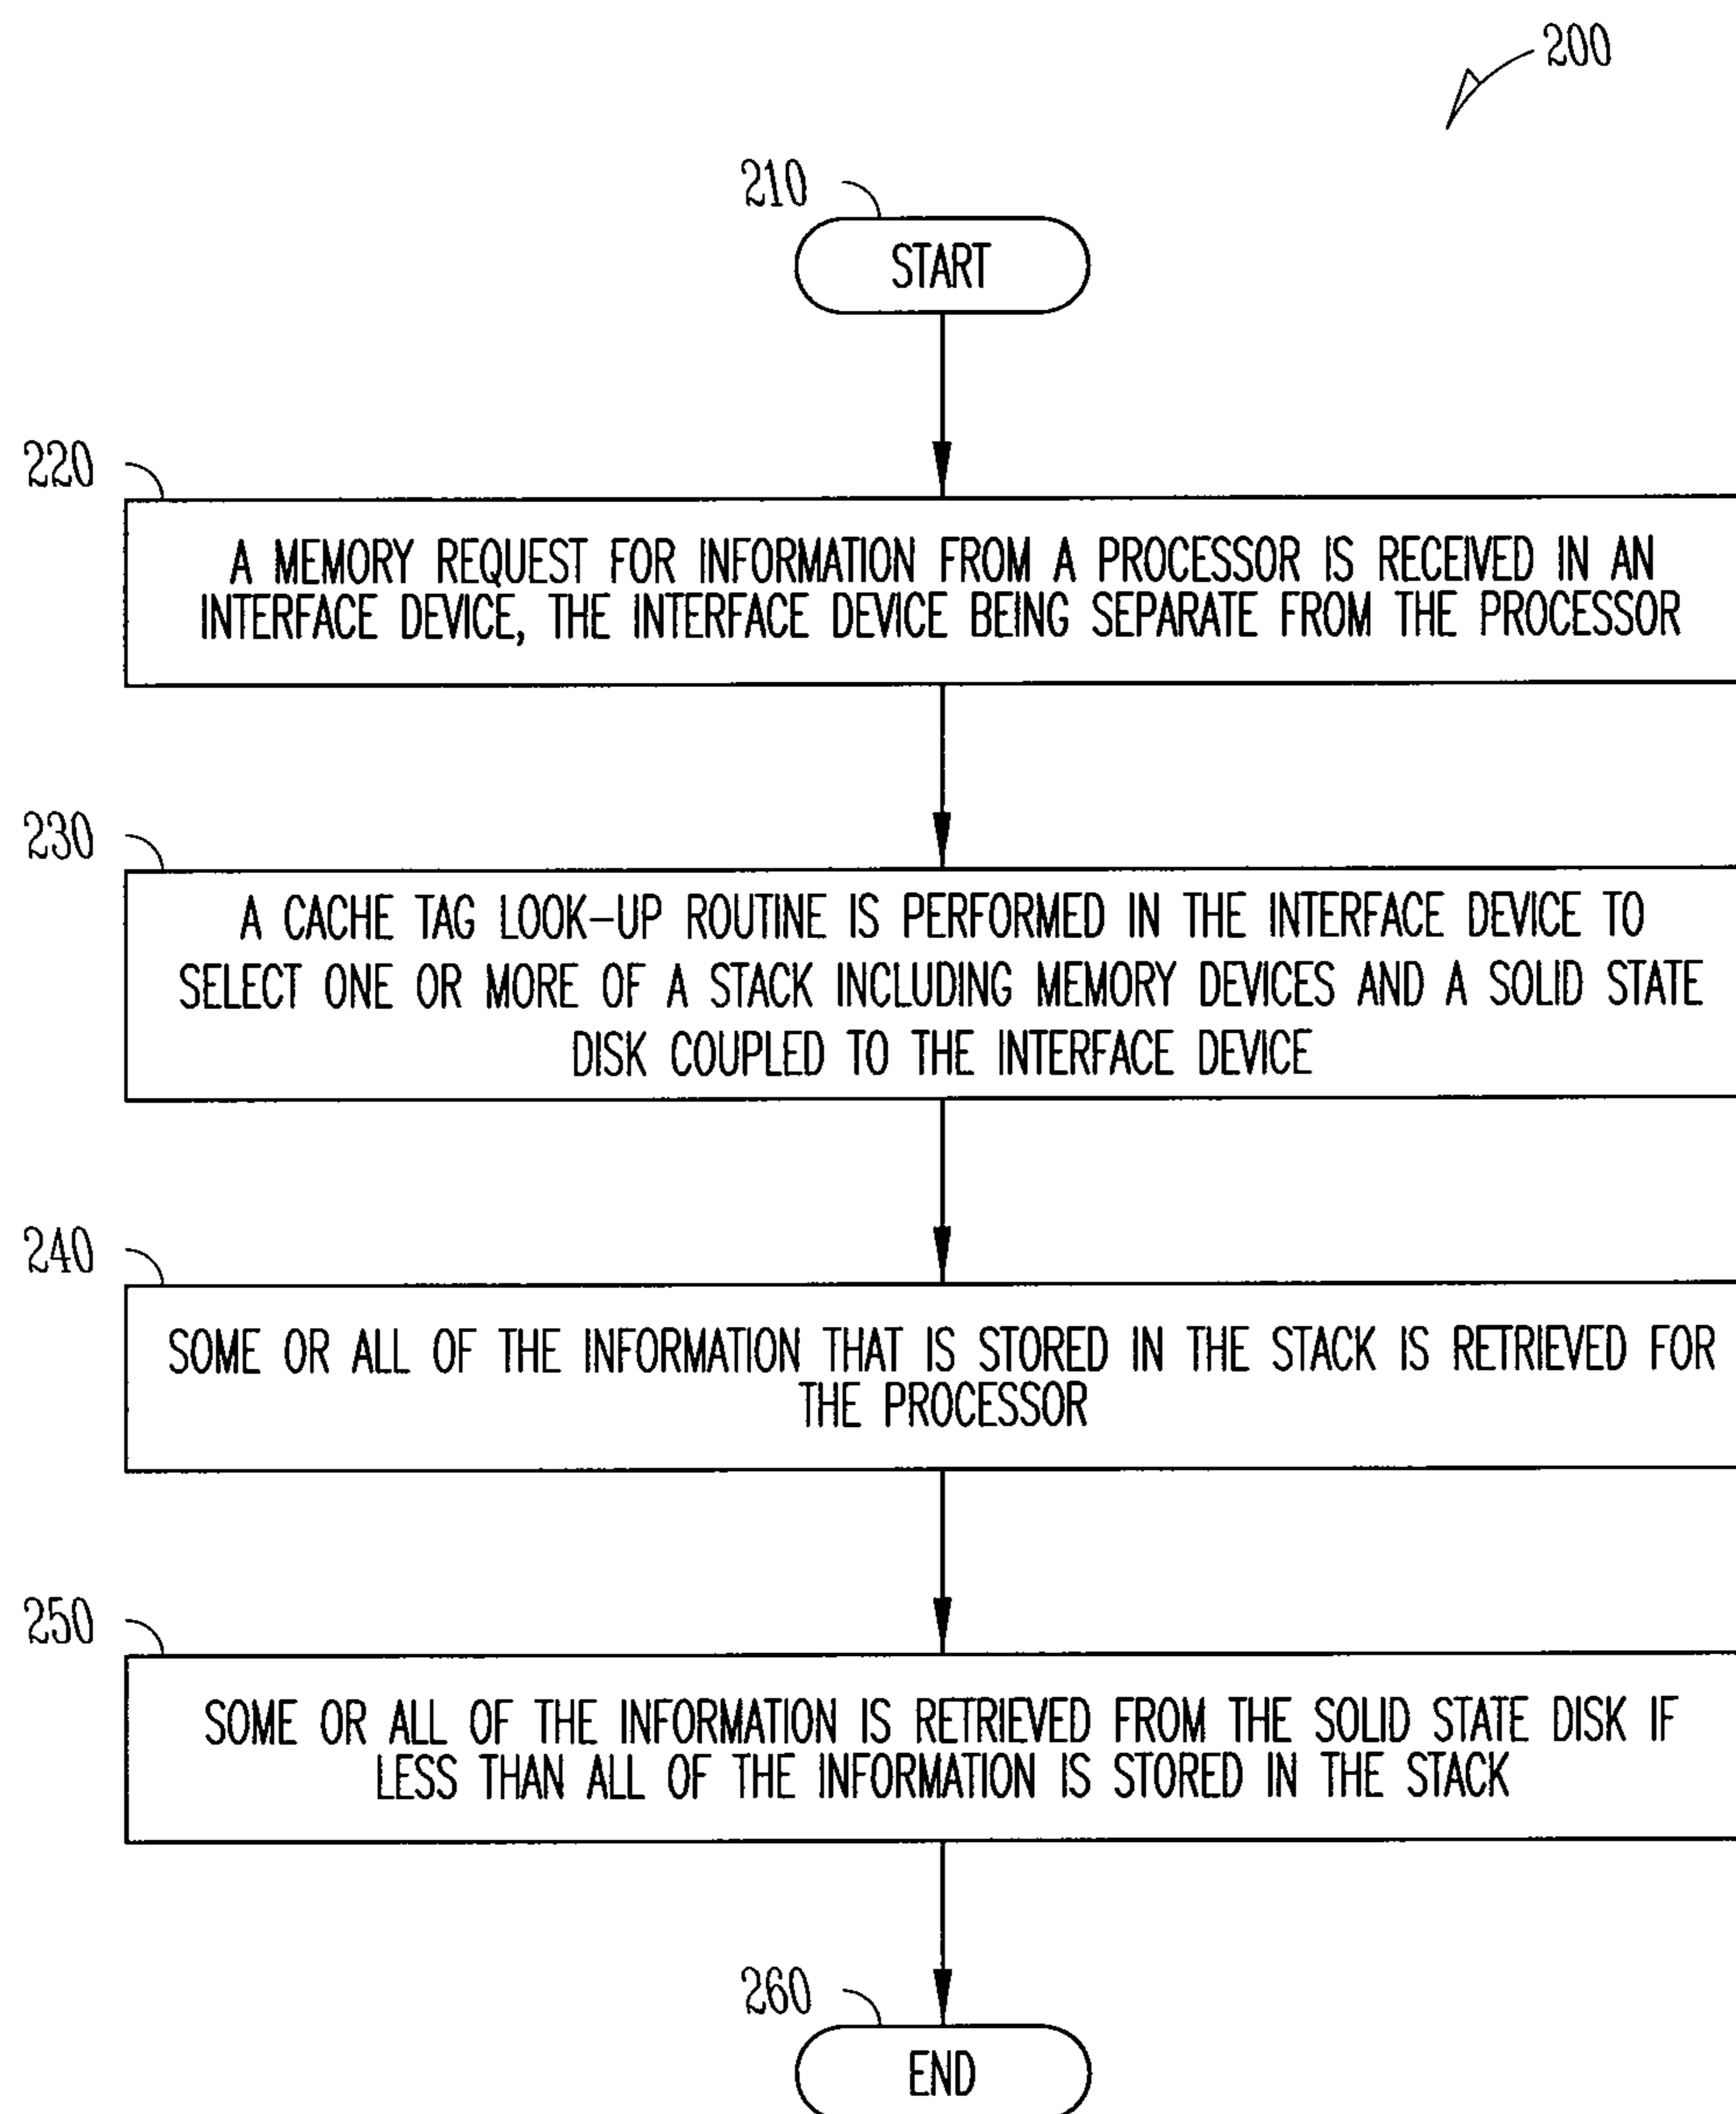 200
210
START
220
A MEMORY REQUEST FOR INFORMATION FROM A PROCESSOR IS RECEIVED IN AN
INTERFACE DEVICE, THE INTERFACE DEVICE BEING SEPARATE FROM THE PROCESSOR
230
A CACHE TAG LOOK-UP ROUTINE IS PERFORMED IN THE INTERFACE DEVICE TO
SELECT ONE OR MORE OF A STACK INCLUDING MEMORY DEVICES AND A SOLID STATE
DISK COUPLED TO THE INTERFACE DEVICE
240
SOME OR ALL OF THE INFORMATION THAT IS STORED IN THE STACK IS RETRIEVED FOR
THE PROCESSOR
250
SOME OR ALL OF THE INFORMATION IS RETRIEVED FROM THE SOLID STATE DISK IF
LESS THAN ALL OF THE INFORMATION IS STORED IN THE STACK
260
END